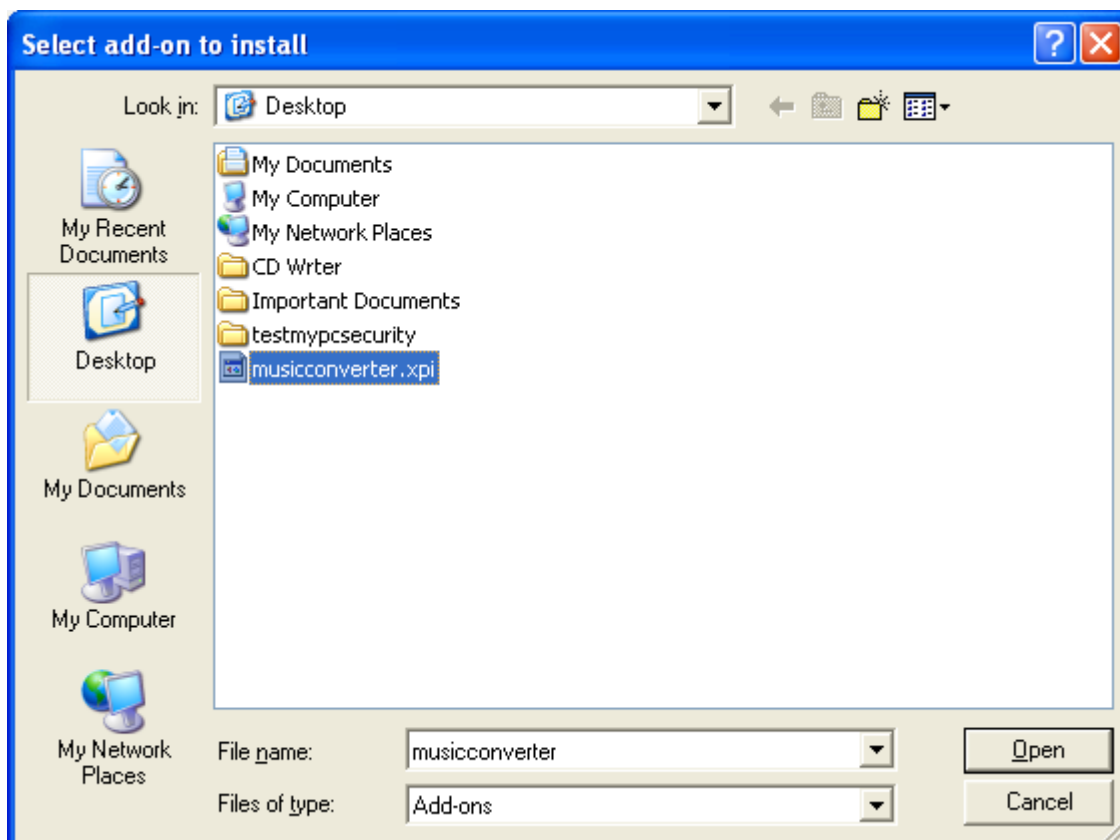 Select add-on to install
Look in: Desktop
My Recent
Documents
Desktop
My Documents
My Computer
My Network
Places
My Documents
My Computer
My Network Places
CD Wrter
Important Documents
testmypcsecurity
musicconverter.xpi
File name: musicconverter Open
Files of type: Add-ons Cancel